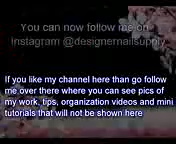 You can now follow me on
Instagram @designernailsupply
If you like my channel here than go follow
me over there where you can see pics of
my work, tips, organization videos and mini
tutorials that will not be shown here